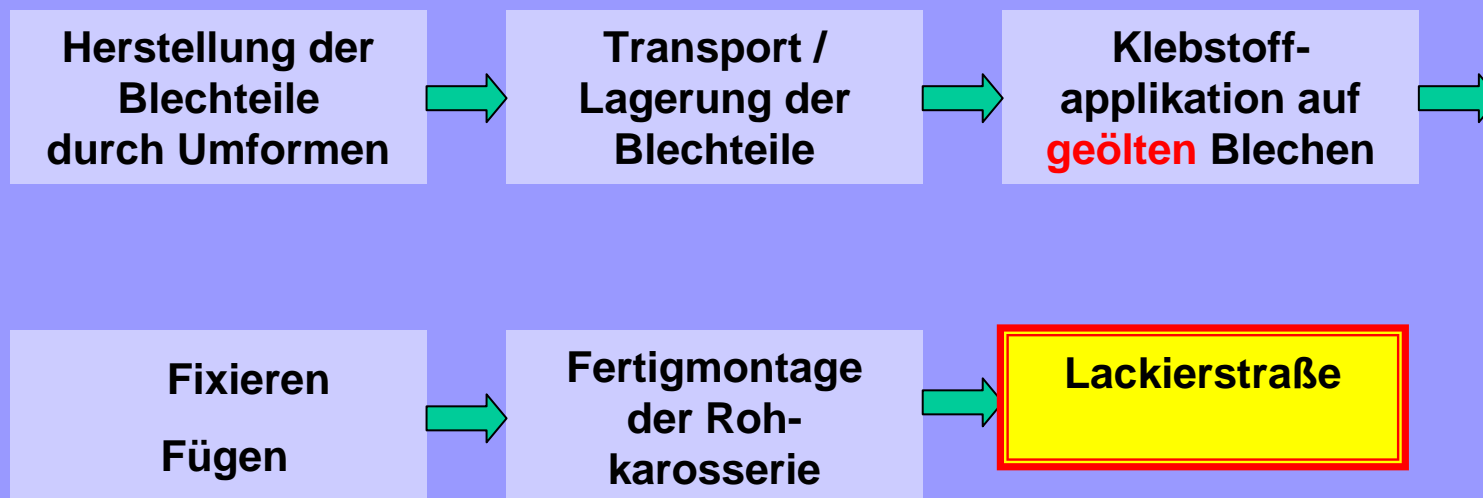 Herstellung der
Blechteile
durch Umformen
Transport /
Lagerung der
Blechteile
Klebstoff-
applikation auf
geölten Blechen
Fixieren
Fügen
Fertigmontage
der Roh-
karosserie
Lackierstraße